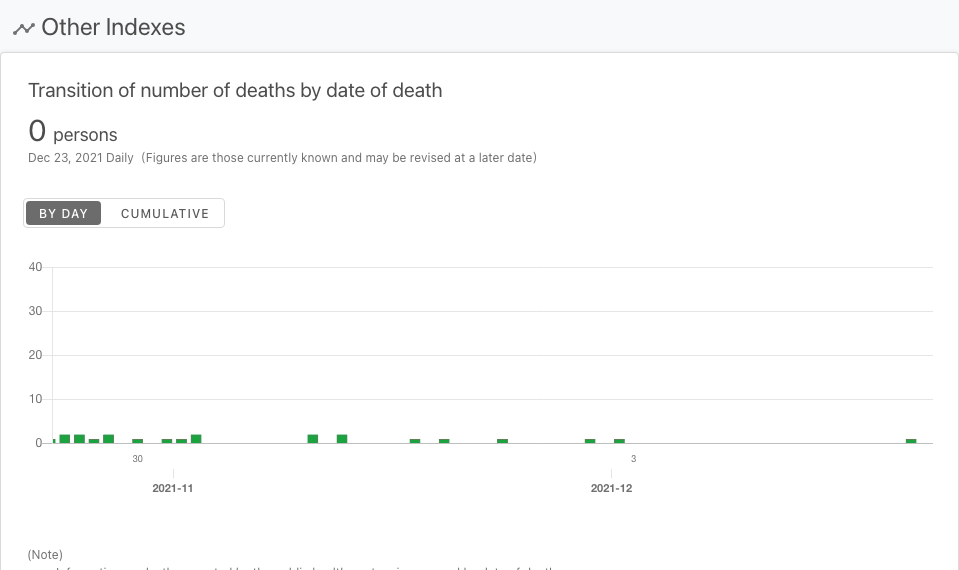 Other Indexes
Transition of number of deaths by date of death
0 persons
Dec 23, 2021 Daily (Figures are those currently known and may be revised at a later date)
BY DAY CUMULATIVE
40
30
20
10
0
30 3
2021-11 2021-12
(Note)